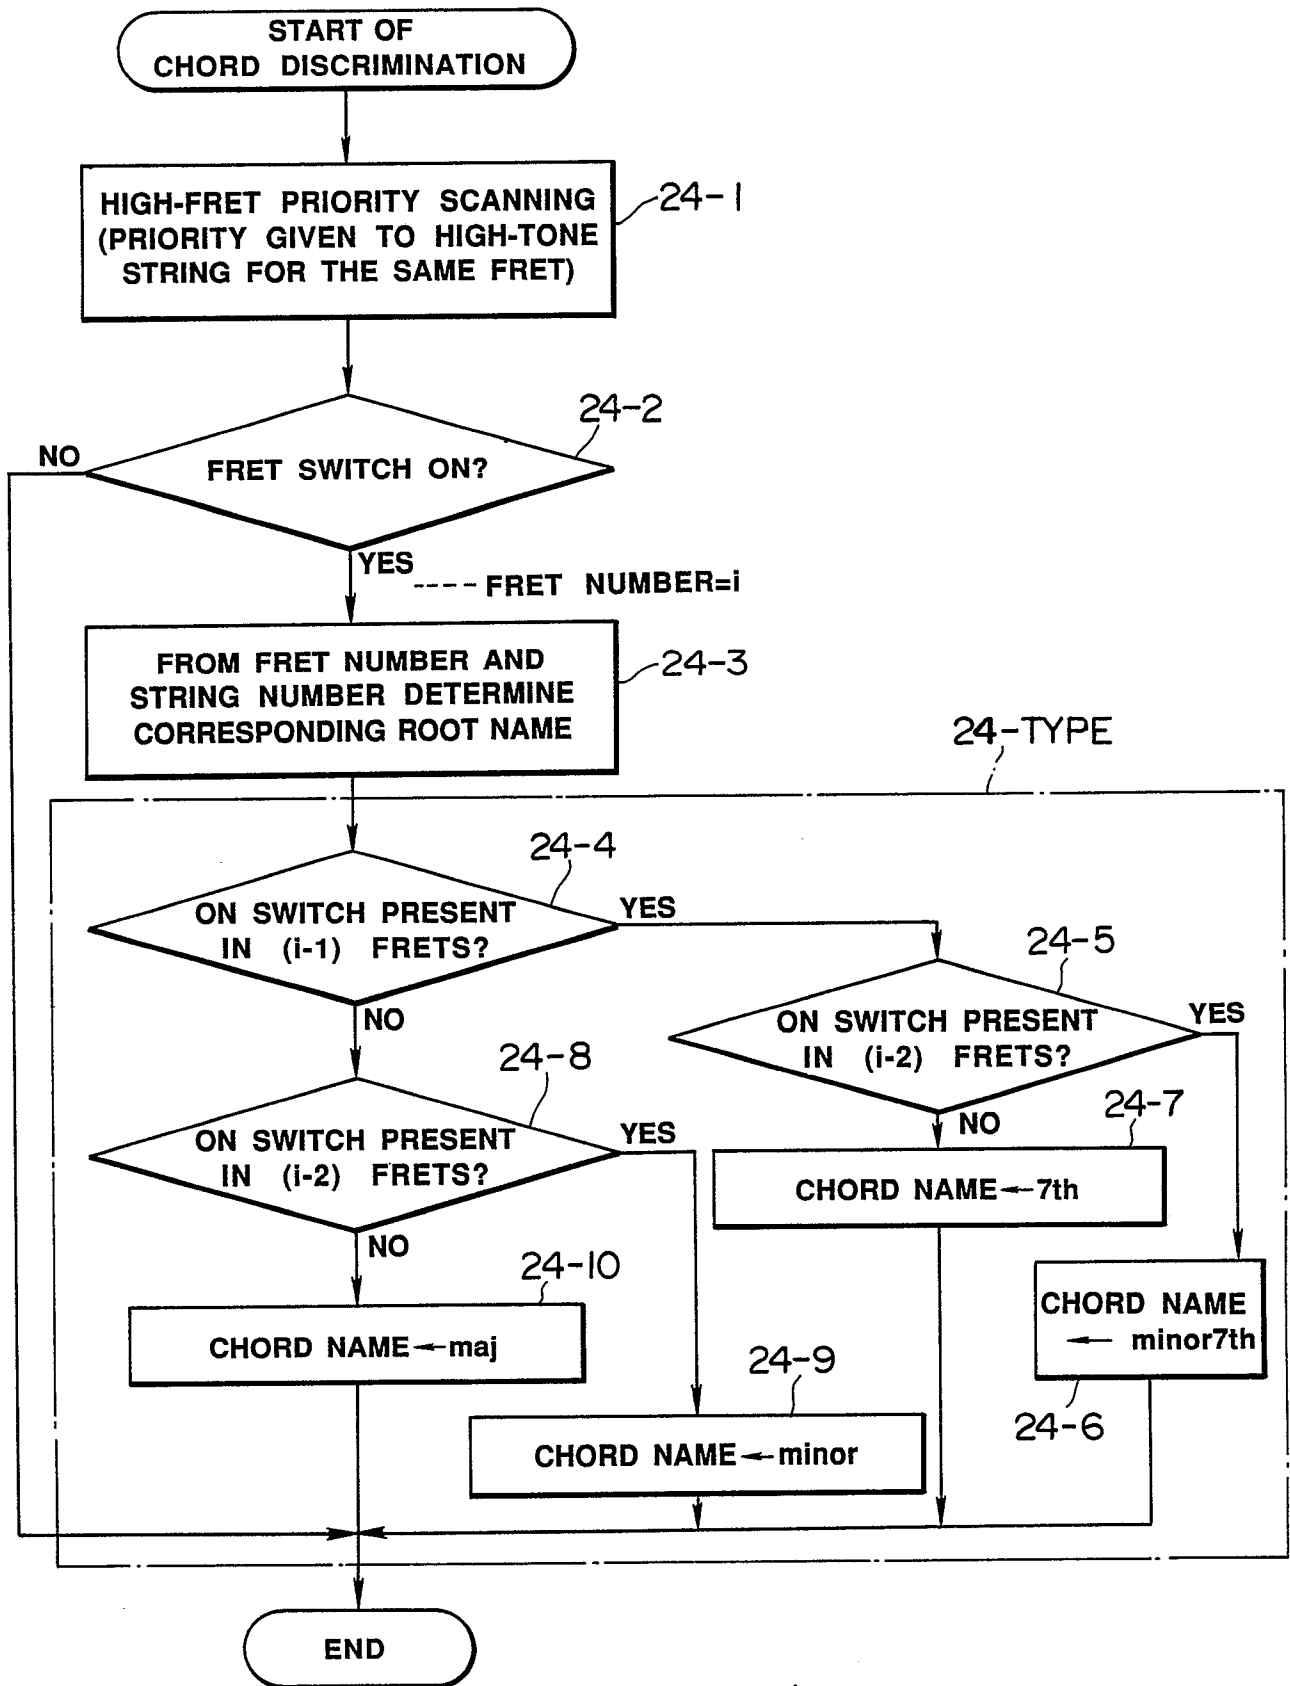 START OF
CHORD DISCRIMINATION
HIGH-FRET PRIORITY SCANNING
(PRIORITY GIVEN TO HIGH-TONE
STRING FOR THE SAME FRET)
24-1
24-2
NO
FRET SWITCH ON?
YES
---- FRET NUMBER=i
FROM FRET NUMBER AND
STRING NUMBER DETERMINE
CORRESPONDING ROOT NAME
24-3
24-TYPE
24-4
ON SWITCH PRESENT
IN (i-1) FRETS?
YES
NO
24-5
ON SWITCH PRESENT
IN (i-2) FRETS?
YES
NO
24-8
ON SWITCH PRESENT
IN (i-2) FRETS?
YES
NO
24-7
CHORD NAME←7th
24-10
CHORD NAME←maj
CHORD NAME
← minor7th
24-6
24-9
CHORD NAME←minor
END